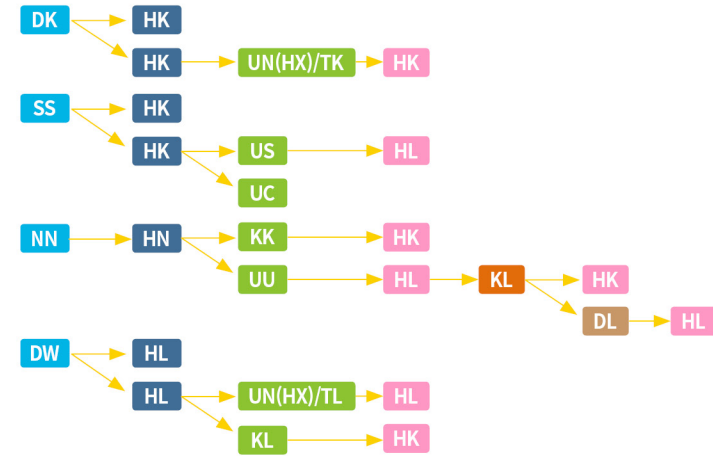 DK HK
HK UN(HX)/TK HK
SS HK
HK US HL
UC
NN HN KK HK
UU HL KL HK
DL HL
DW HL
HL UN(HX)/TL HL
KL HK